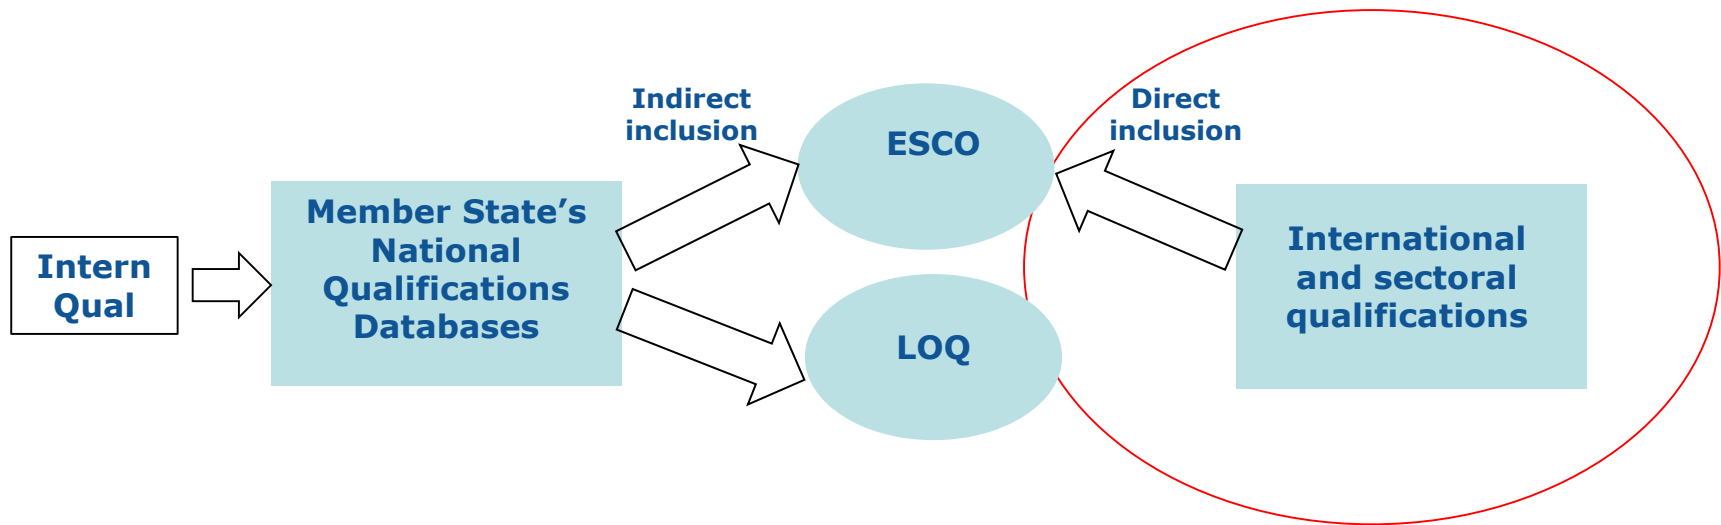 Intern
Qual
Member State’s
National
Qualifications
Databases
Indirect
inclusion
ESCO
LOQ
Direct
inclusion
International
and sectoral
qualifications